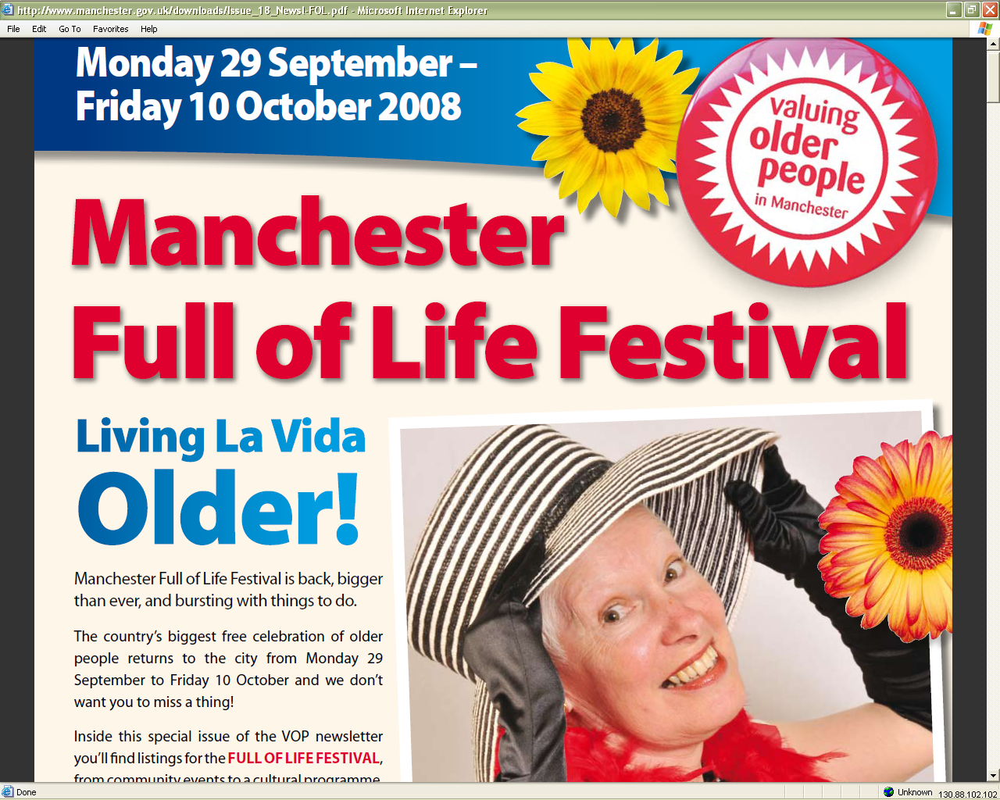 http://www.manchester.gov.uk/downloads/Issue_18_Newsl-FOL.pdf - Microsoft Internet Explorer
File Edit Go To Favorites Help
Monday 29 September –
Friday 10 October 2008
valuing
older
people
in Manchester
Manchester
Full of Life Festival
Living La Vida
Older!
Manchester Full of Life Festival is back, bigger
than ever, and bursting with things to do.
The country's biggest free celebration of older
people returns to the city from Monday 29
September to Friday 10 October and we don't
want you to miss a thing!
Inside this special issue of the VOP newsletter
you'll find listings for the FULL OF LIFE FESTIVAL,
from community events to a cultural programme
Done
Unknown
130.88.102.102